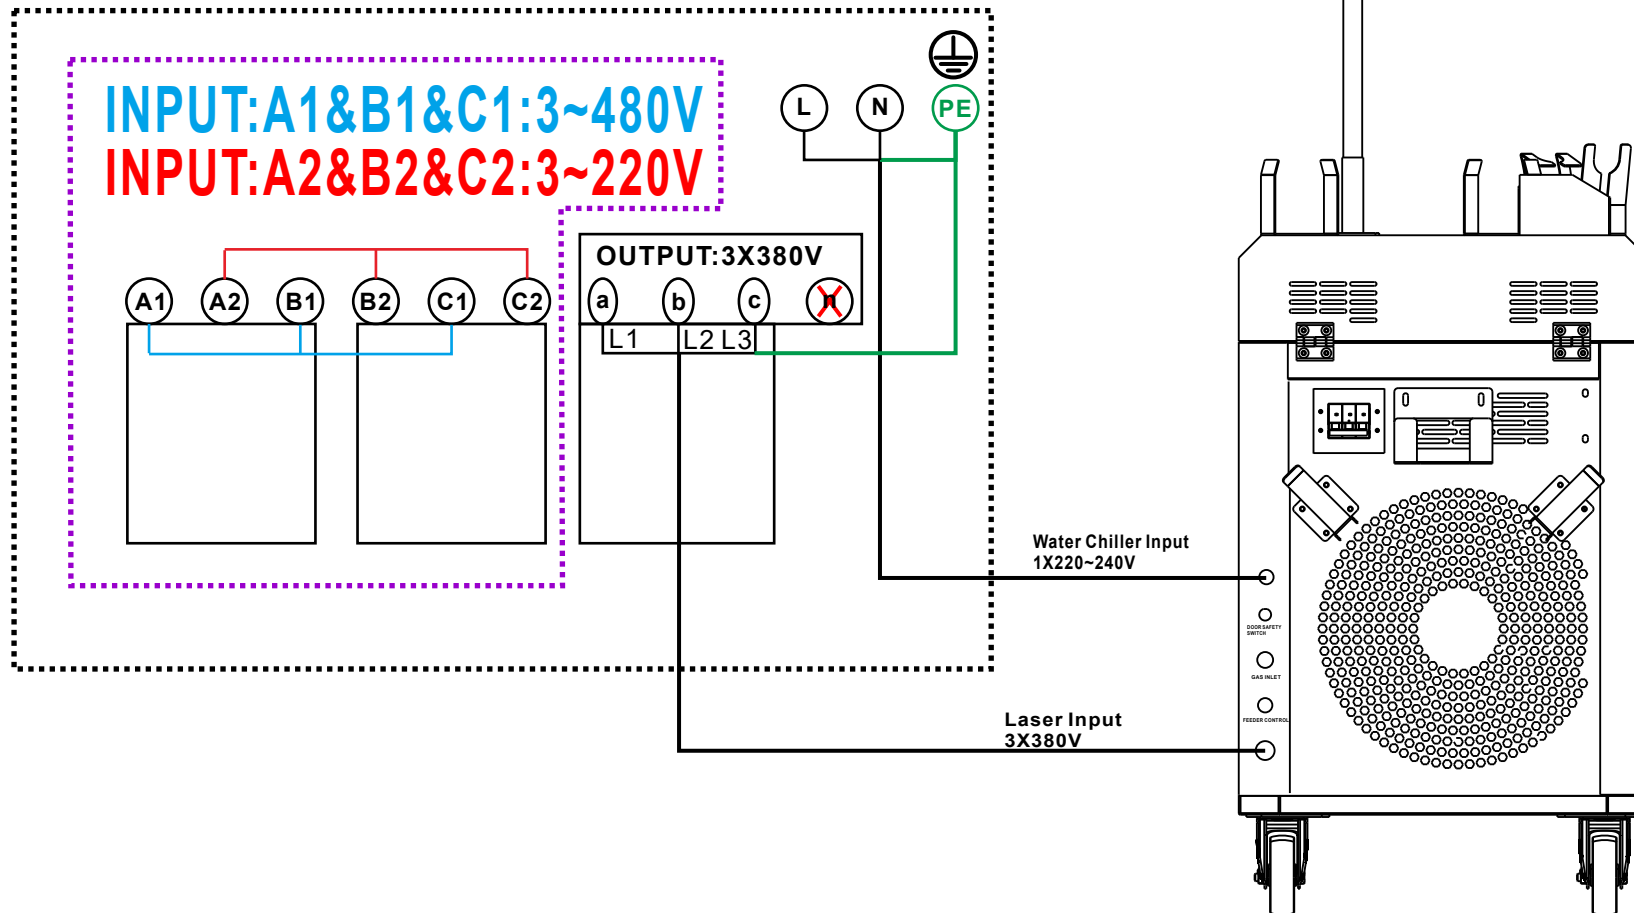 INPUT:A1&B1&C1:3~480V
INPUT:A2&B2&C2:3~220V
L N PE
OUTPUT:3X380V
A1 A2 B1 B2 C1 C2 a b c n
L1 L2 L3
Water Chiller Input
1X220~240V
DOOR SAFETY
SWITCH
GAS INLET
FEEDER CONTROL
Laser Input
3X380V